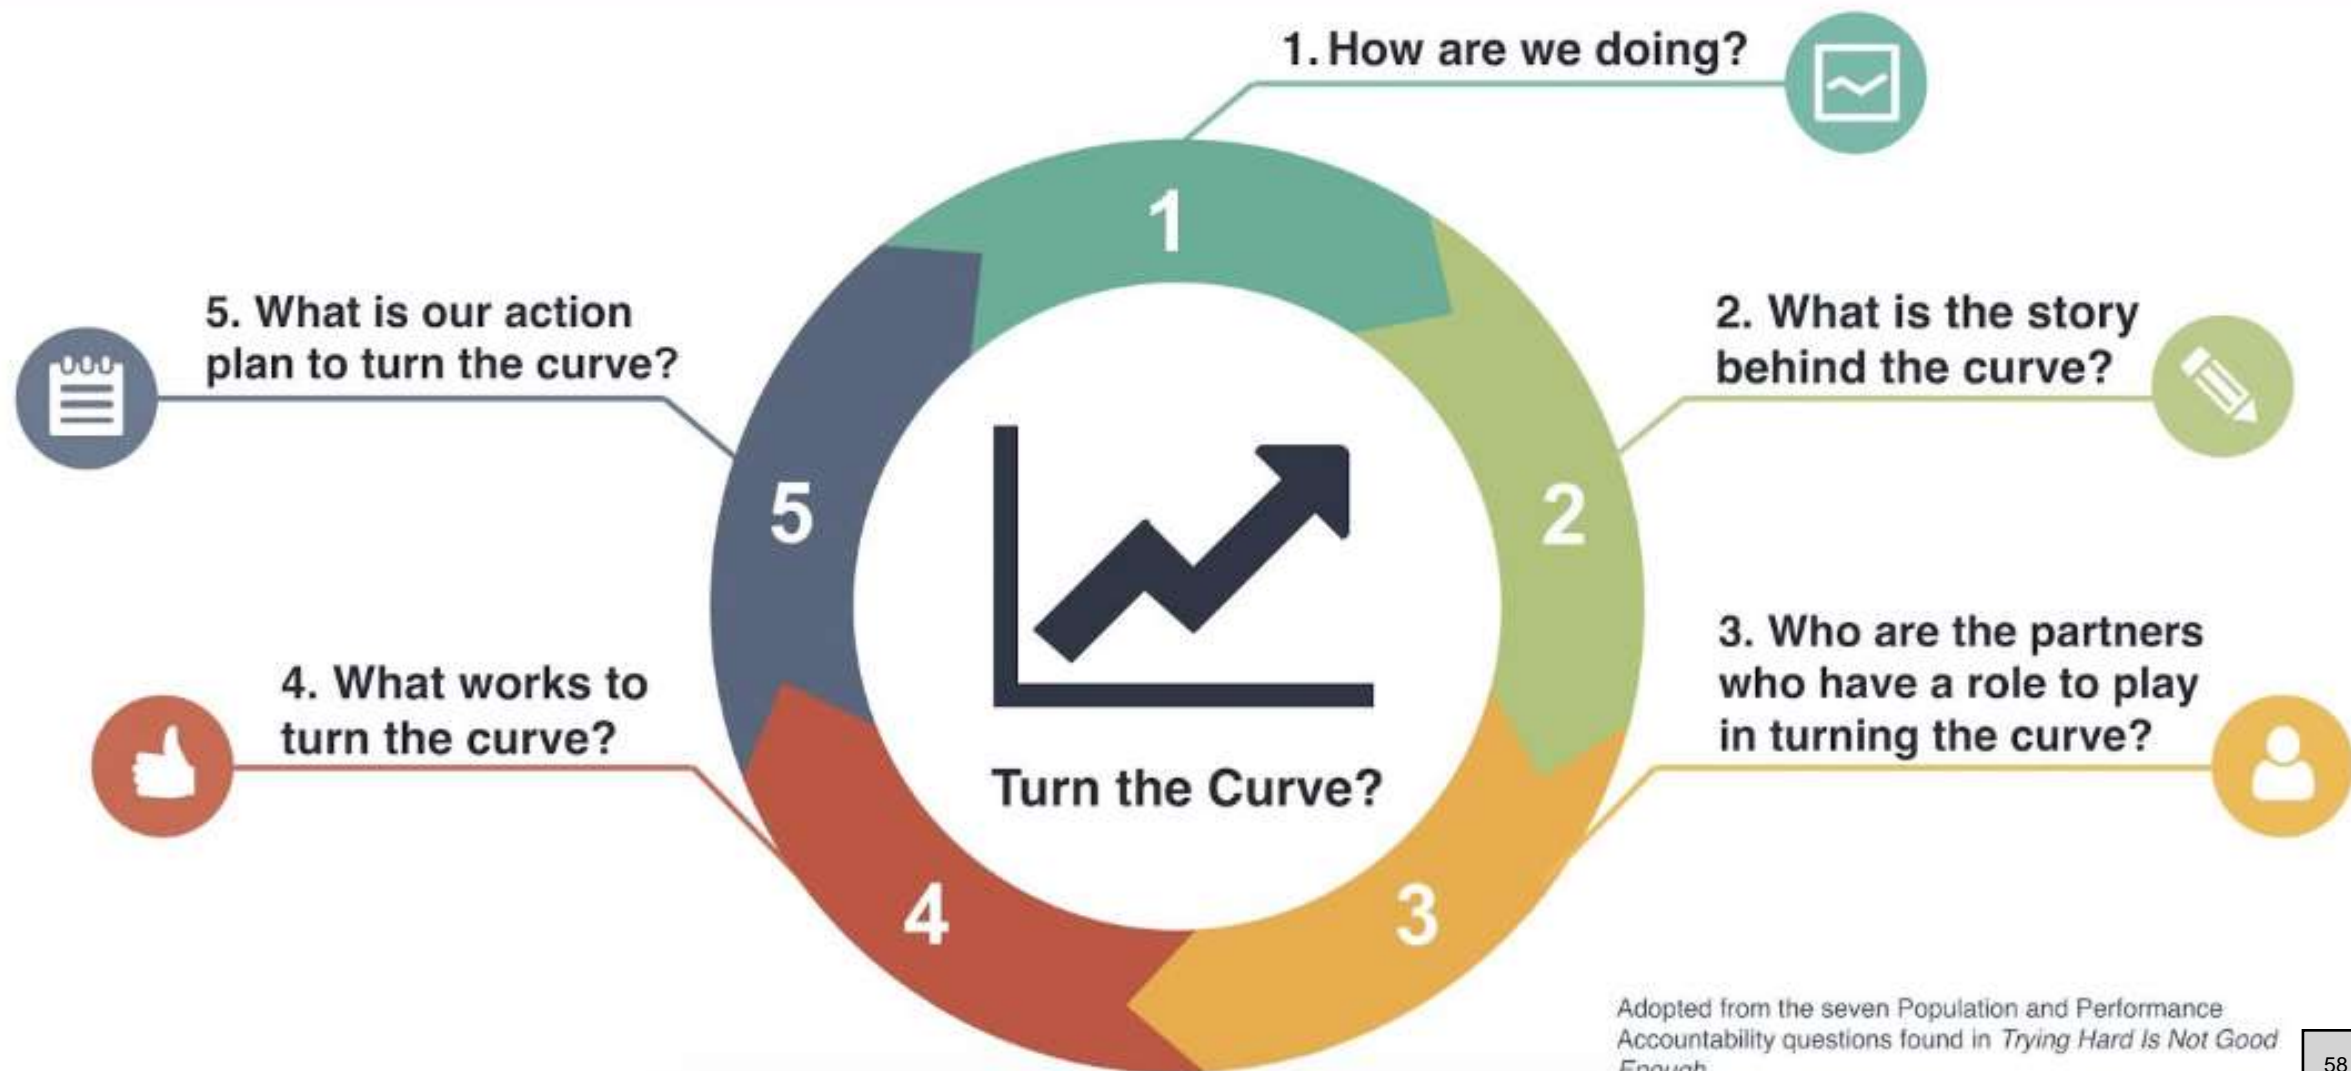 1. How are we doing?
1
5. What is our action
plan to turn the curve?
2. What is the story
behind the curve?
5
2
3. Who are the partners
who have a role to play
in turning the curve?
4. What works to
turn the curve?
Turn the Curve?
4
3
Adopted from the seven Population and Performance
Accountability questions found in Trying Hard Is Not Good
Enough
58